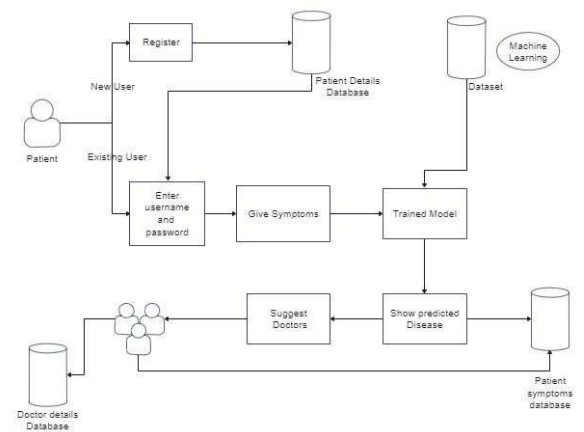 Register
Machine
Learning
New User
Patient Details
Database
Dataset
Patient
Existing User
Enter
username
and
password
Give Symptoms
Trained Model
Suggest
Doctors
Show predicted
Disease
Patient
symptoms
database
Doctor details
Database